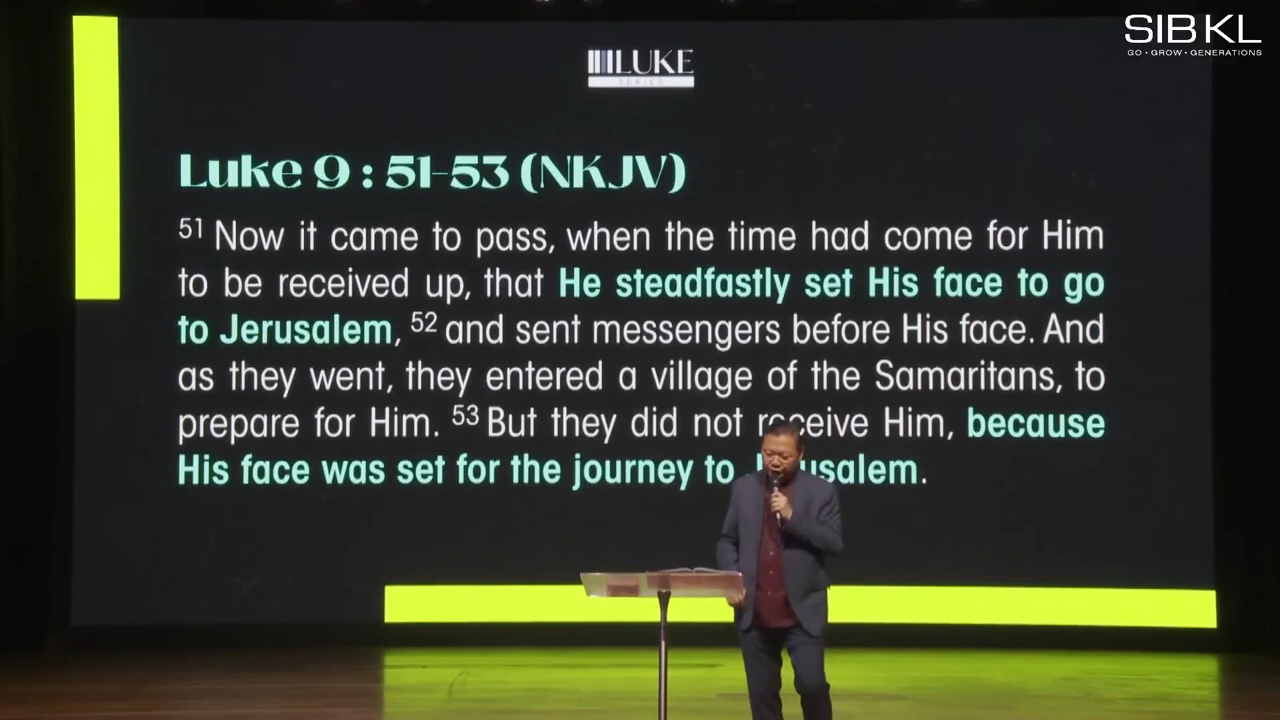 SIBKL
GO • GROW • GENERATIONS
LUKE
SERIES
Luke 9 : 51-53 (NKJV)
51 Now it came to pass, when the time had come for Him
to be received up, that He steadfastly set His face to go
to Jerusalem, 52 and sent messengers before His face. And
as they went, they entered a village of the Samaritans, to
prepare for Him. 53 But they did not receive Him, because
His face was set for the journey to Jerusalem.